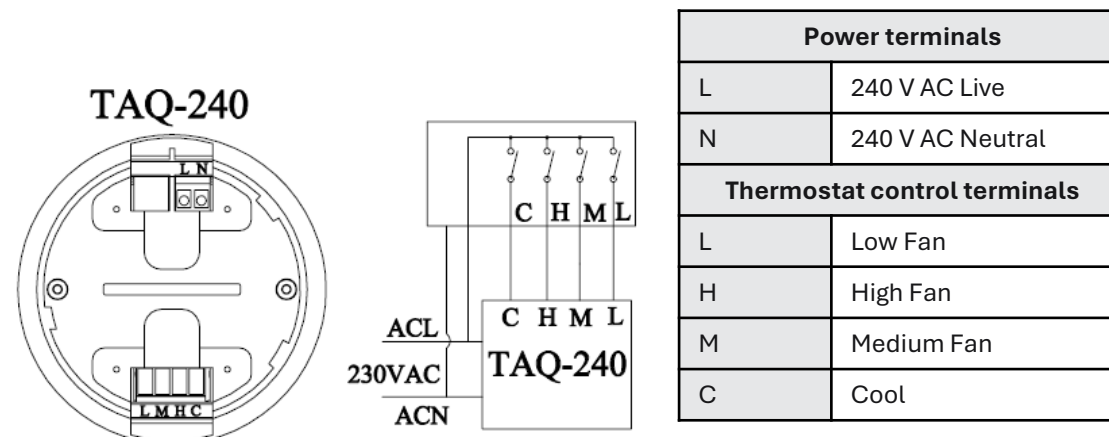 TAQ-240
L N
L M H C
C H M L
C H M L
TAQ-240
ACL
230VAC
ACN
Power terminals
L 240 V AC Live
N 240 V AC Neutral
Thermostat control terminals
L Low Fan
H High Fan
M Medium Fan
C Cool